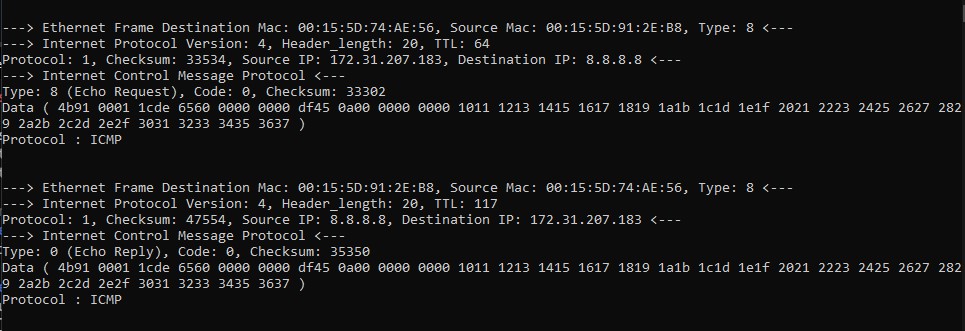 ---> Ethernet Frame Destination Mac: 00:15:5D:74:AE:56, Source Mac: 00:15:5D:91:2E:B8, Type: 8 <---
---> Internet Protocol Version: 4, Header_length: 20, TTL: 64
Protocol: 1, Checksum: 33534, Source IP: 172.31.207.183, Destination IP: 8.8.8.8 <---
---> Internet Control Message Protocol <---
Type: 8 (Echo Request), Code: 0, Checksum: 33302
Data ( 4b91 0001 1cde 6560 0000 0000 df45 0a00 0000 0000 1011 1213 1415 1617 1819 1a1b 1c1d 1e1f 2021 2223 2425 2627 282
9 2a2b 2c2d 2e2f 3031 3233 3435 3637 )
Protocol : ICMP
---> Ethernet Frame Destination Mac: 00:15:5D:91:2E:B8, Source Mac: 00:15:5D:74:AE:56, Type: 8 <---
---> Internet Protocol Version: 4, Header_length: 20, TTL: 117
Protocol: 1, Checksum: 47554, Source IP: 8.8.8.8, Destination IP: 172.31.207.183 <---
---> Internet Control Message Protocol <---
Type: 0 (Echo Reply), Code: 0, Checksum: 35350
Data ( 4b91 0001 1cde 6560 0000 0000 df45 0a00 0000 0000 1011 1213 1415 1617 1819 1a1b 1c1d 1e1f 2021 2223 2425 2627 282
9 2a2b 2c2d 2e2f 3031 3233 3435 3637 )
Protocol : ICMP